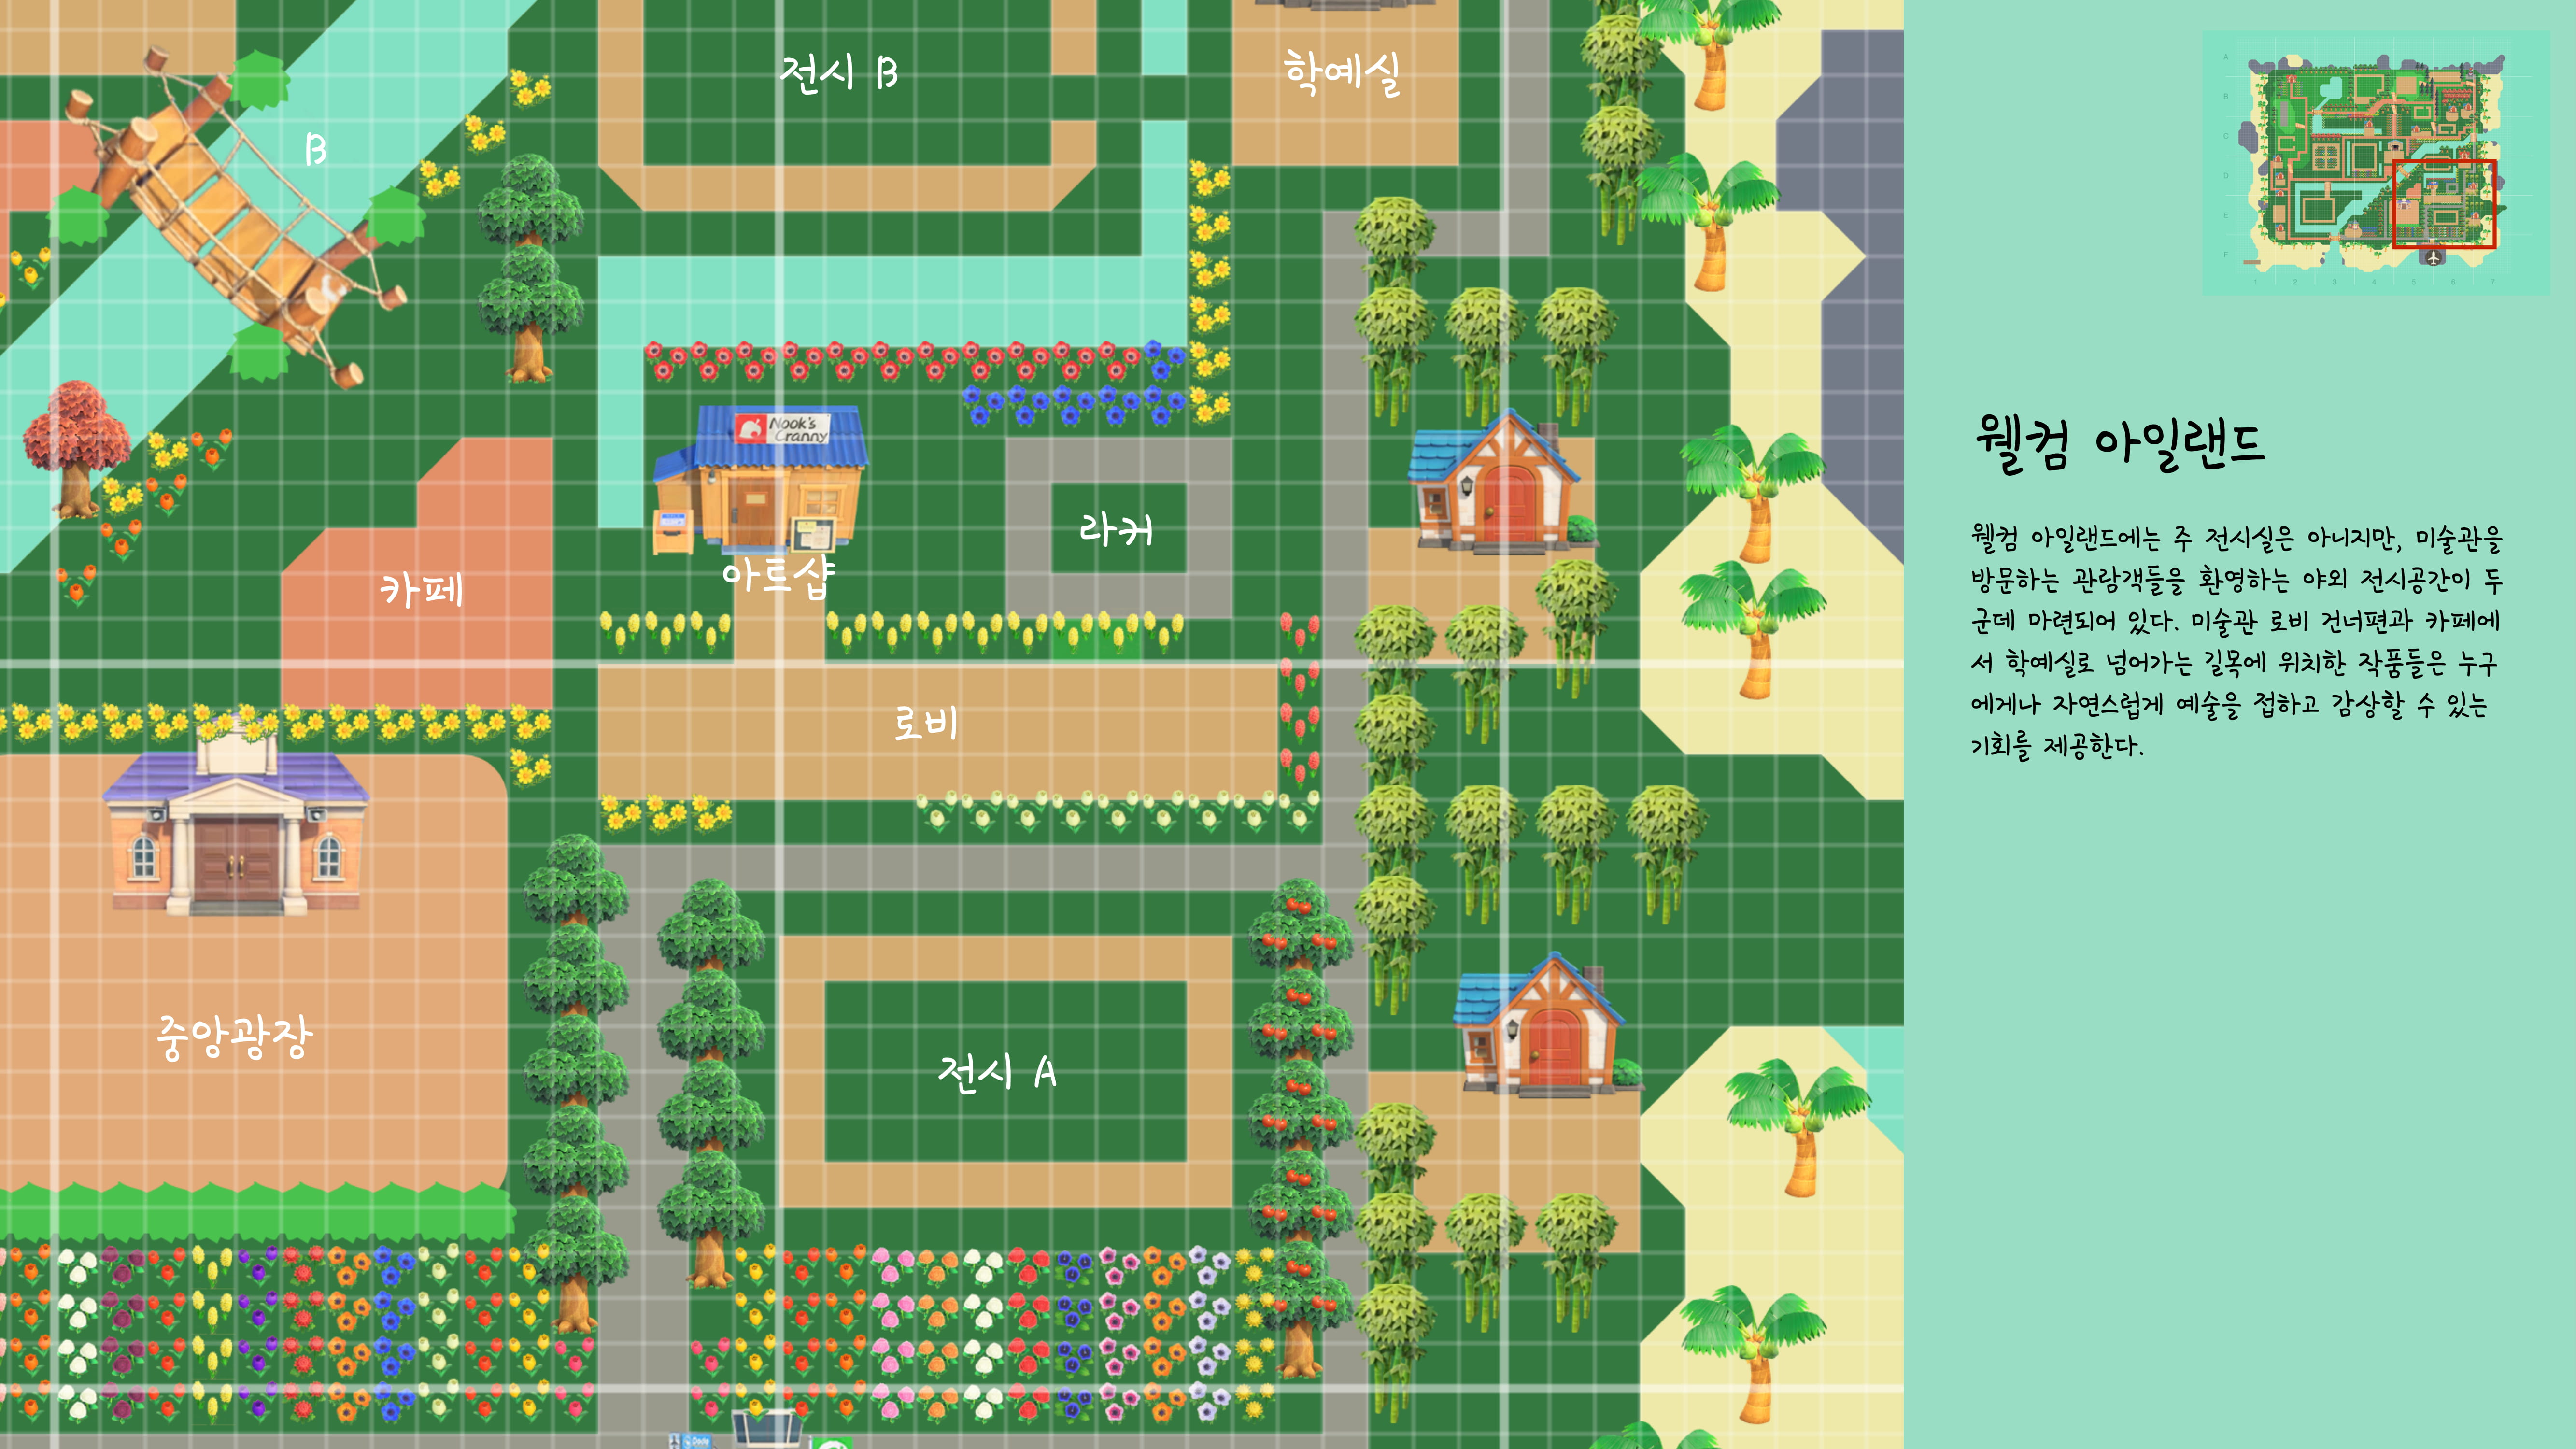 전시 B
학예실
B
Nook's
Cranny
라커
아트샵
카페
로비
중앙광장
전시 A
A
B
C
D
E
F
1 2 3 4 5 6 7
웰컴 아일랜드
웰컴 아일랜드에는 주 전시실은 아니지만, 미술관을
방문하는 관람객들을 환영하는 야외 전시공간이 두
군데 마련되어 있다. 미술관 로비 건너편과 카페에
서 학예실로 넘어가는 길목에 위치한 작품들은 누구
에게나 자연스럽게 예술을 접하고 감상할 수 있는
기회를 제공한다.